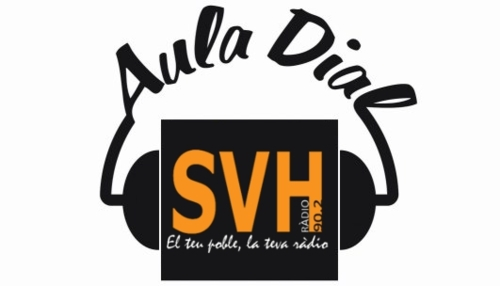 Aula Dial
SVH
RÀDIO
90.2
El teu poble, la teva ràdio